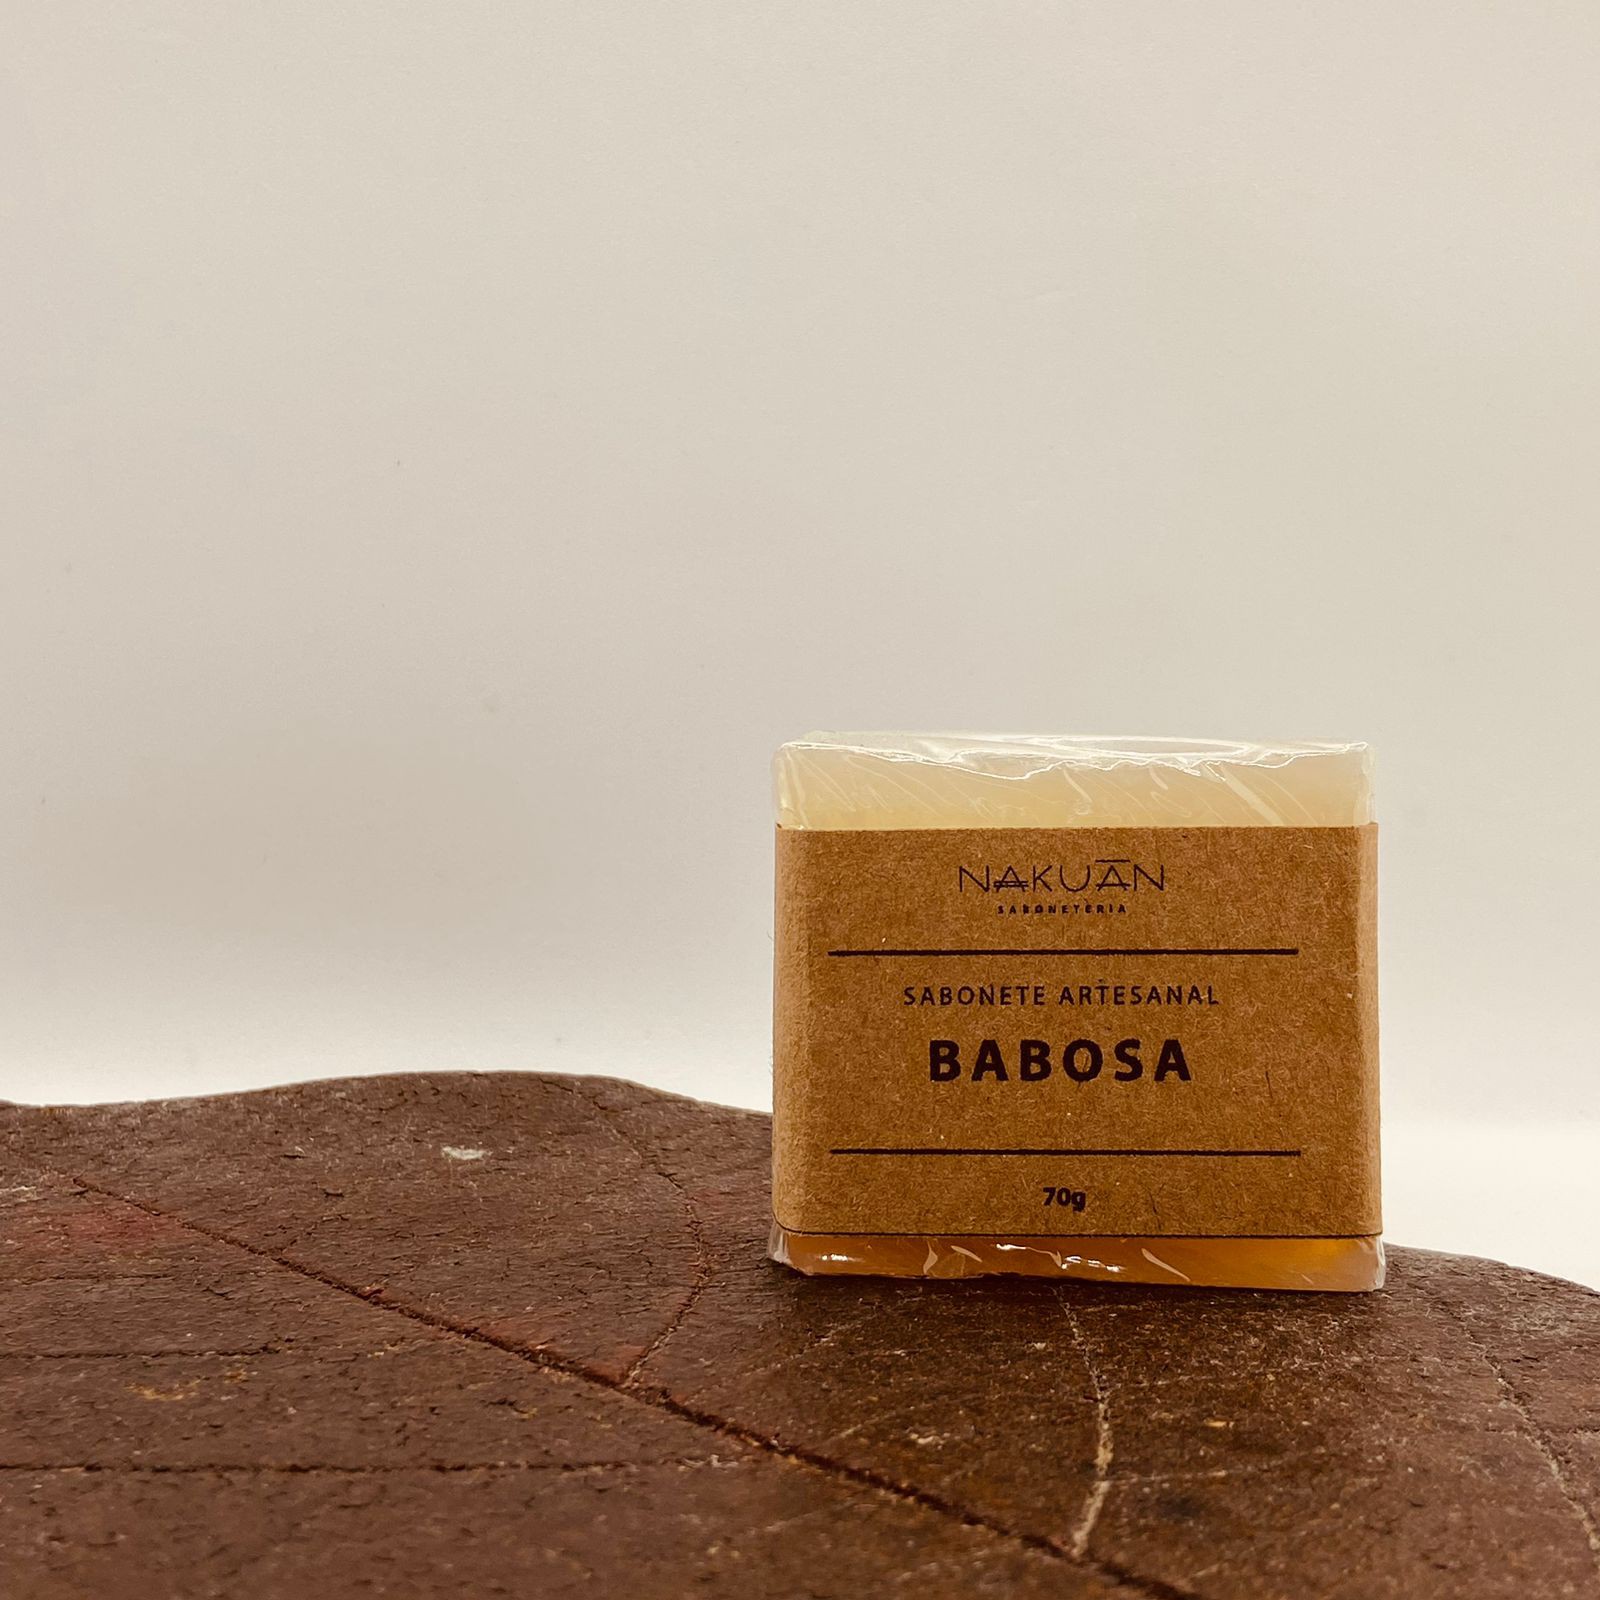 NAKUĀN
SABONETERIA
SABONETE ARTESANAL
BABOSA
70g